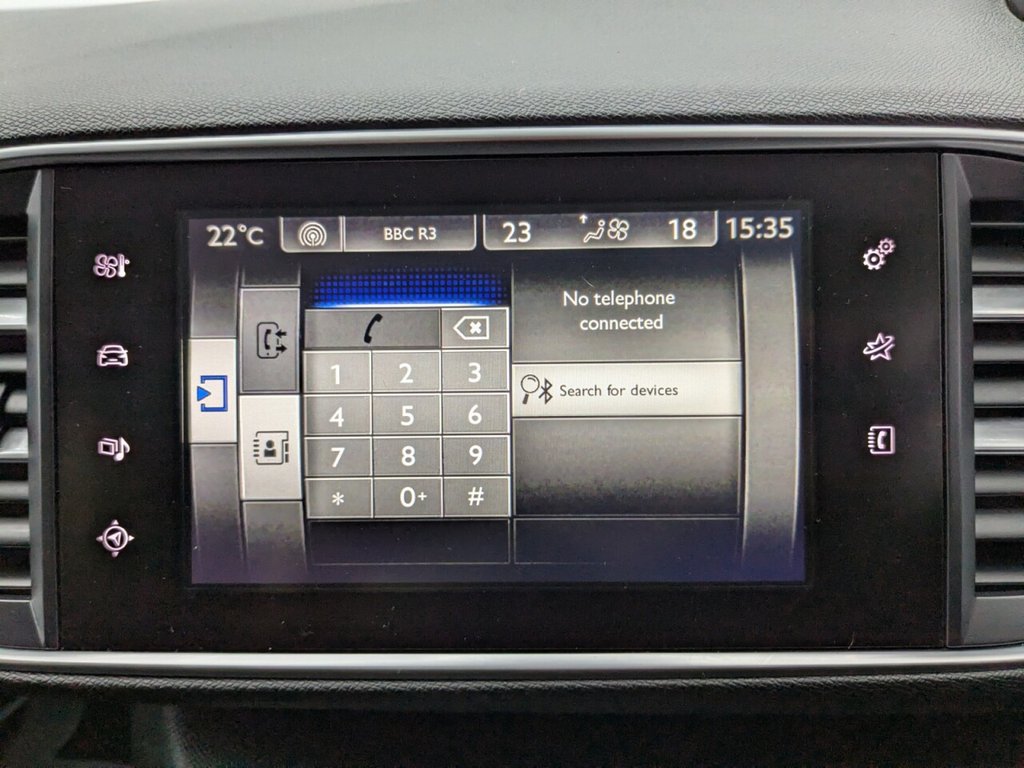 22°C
BBC R3
23
18
15:35
No telephone
connected
Search for devices
1 2 3
4 5 6
7 8 9
* 0+ #